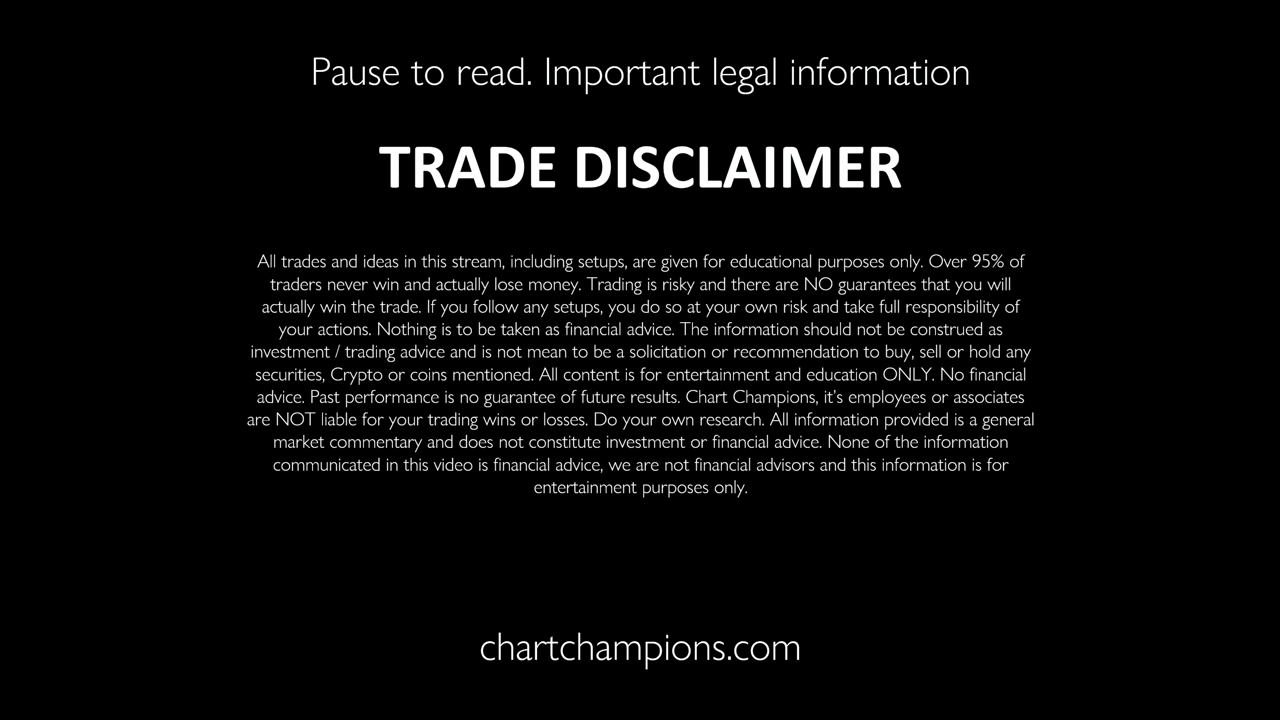 Pause to read. Important legal information
TRADE DISCLAIMER
All trades and ideas in this stream, including setups, are given for educational purposes only. Over 95% of
traders never win and actually lose money. Trading is risky and there are NO guarantees that you will
actually win the trade. If you follow any setups, you do so at your own risk and take full responsibility of
your actions. Nothing is to be taken as financial advice. The information should not be construed as
investment / trading advice and is not mean to be a solicitation or recommendation to buy, sell or hold any
securities, Crypto or coins mentioned. All content is for entertainment and education ONLY. No financial
advice. Past performance is no guarantee of future results. Chart Champions, it's employees or associates
are NOT liable for your trading wins or losses. Do your own research. All information provided is a general
market commentary and does not constitute investment or financial advice. None of the information
communicated in this video is financial advice, we are not financial advisors and this information is for
entertainment purposes only.
chartchampions.com